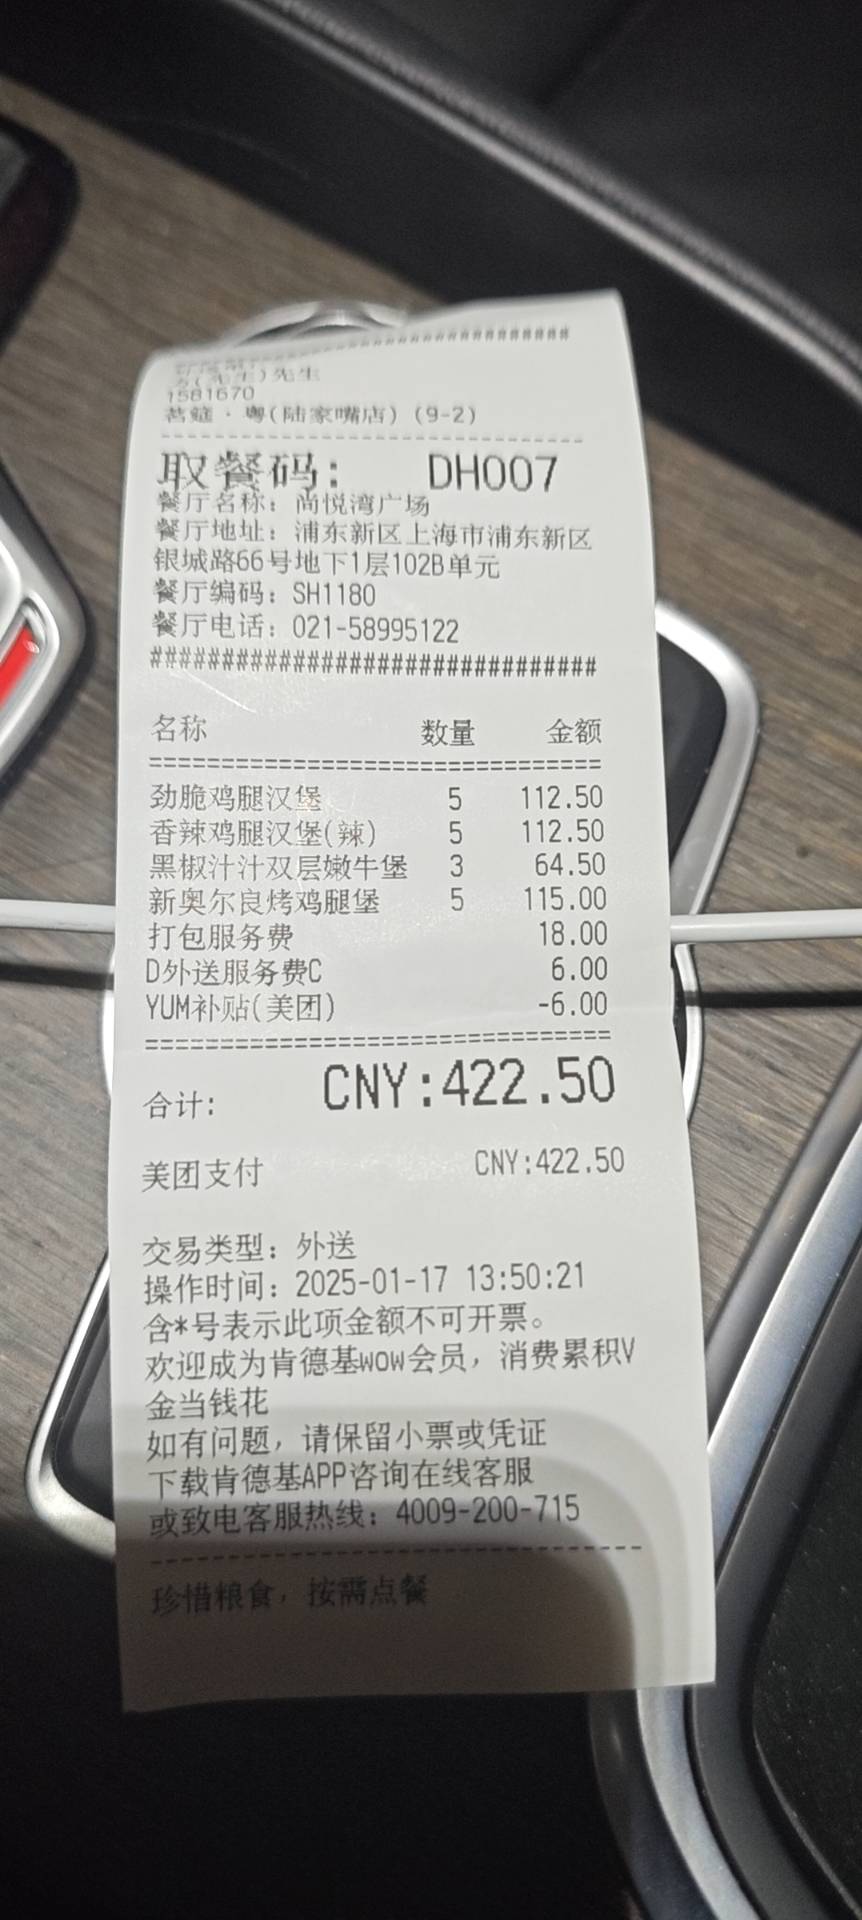 ################################
先生
1581670
茗筵·粤(陆家嘴店) (9-2)
--------------------------------
取餐码: DH007
餐厅名称: 尚悦湾广场
餐厅地址: 浦东新区上海市浦东新区
银城路66号地下1层102B单元
餐厅编码: SH1180
餐厅电话: 021-58995122
################################
名称 数量 金额
================================
劲脆鸡腿汉堡 5 112.50
香辣鸡腿汉堡(辣) 5 112.50
黑椒汁汁双层嫩牛堡 3 64.50
新奥尔良烤鸡腿堡 5 115.00
打包服务费 18.00
D外送服务费C 6.00
YUM补贴(美团) -6.00
================================
合计: CNY:422.50
美团支付 CNY:422.50
交易类型: 外送
操作时间: 2025-01-17 13:50:21
含*号表示此项金额不可开票。
欢迎成为肯德基wow会员, 消费累积V
金当钱花
如有问题, 请保留小票或凭证
下载肯德基APP咨询在线客服
或致电客服热线: 4009-200-715
--------------------------------
珍惜粮食, 按需点餐